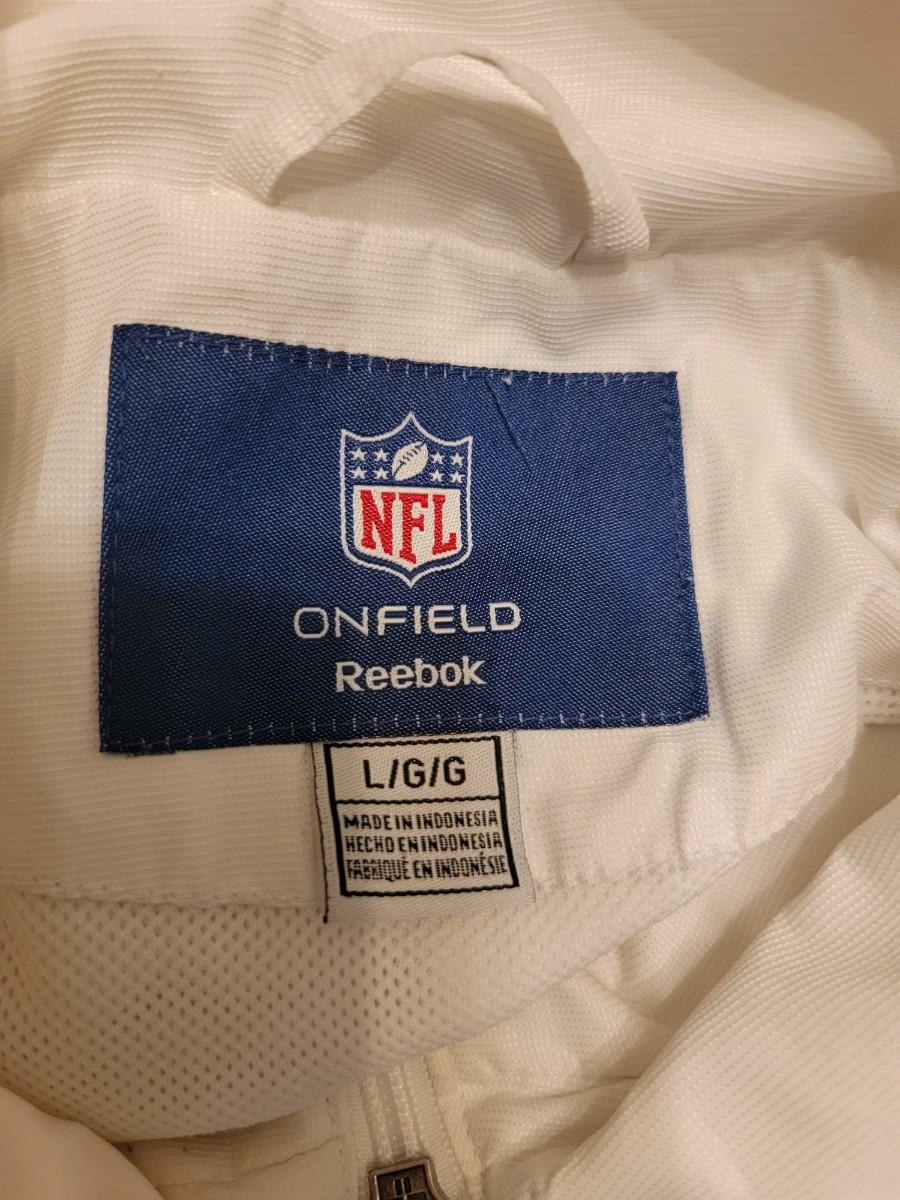 NFL
ONFIELD
Reebok
L/G/G
MADE IN INDONESIA
HECHO EN INDONESIA
FABRIQUÉ EN INDONÉSIE